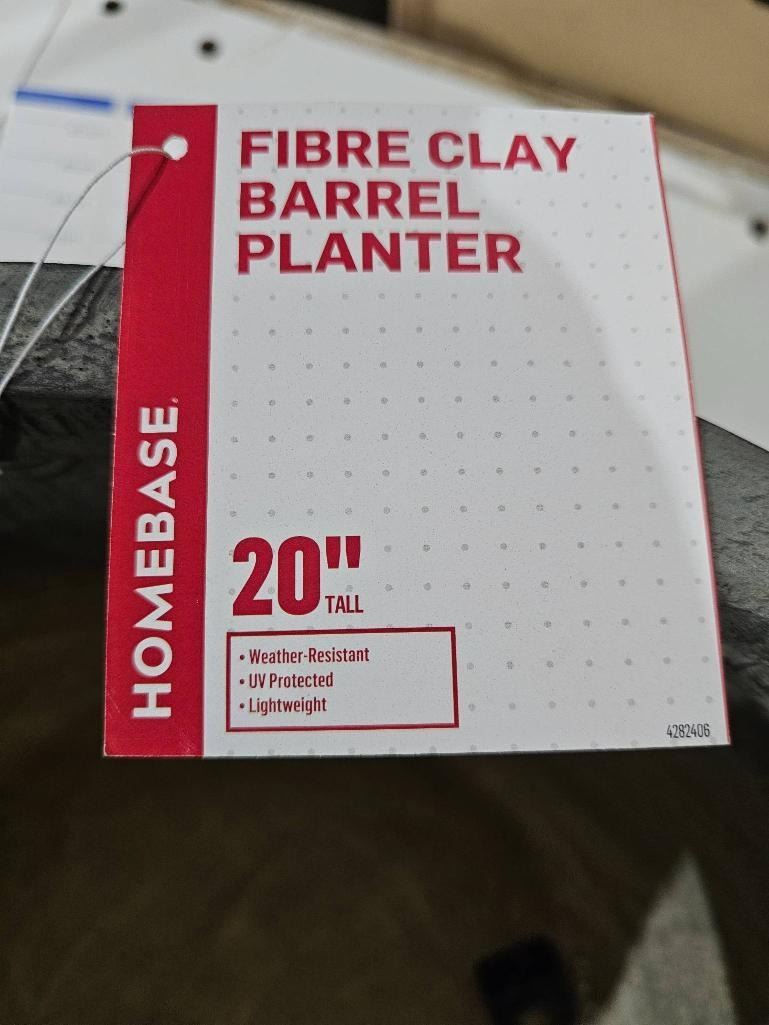 FIBRE CLAY
BARREL
PLANTER
HOMEBASE.
20"
TALL
• Weather-Resistant
• UV Protected
• Lightweight
4282406